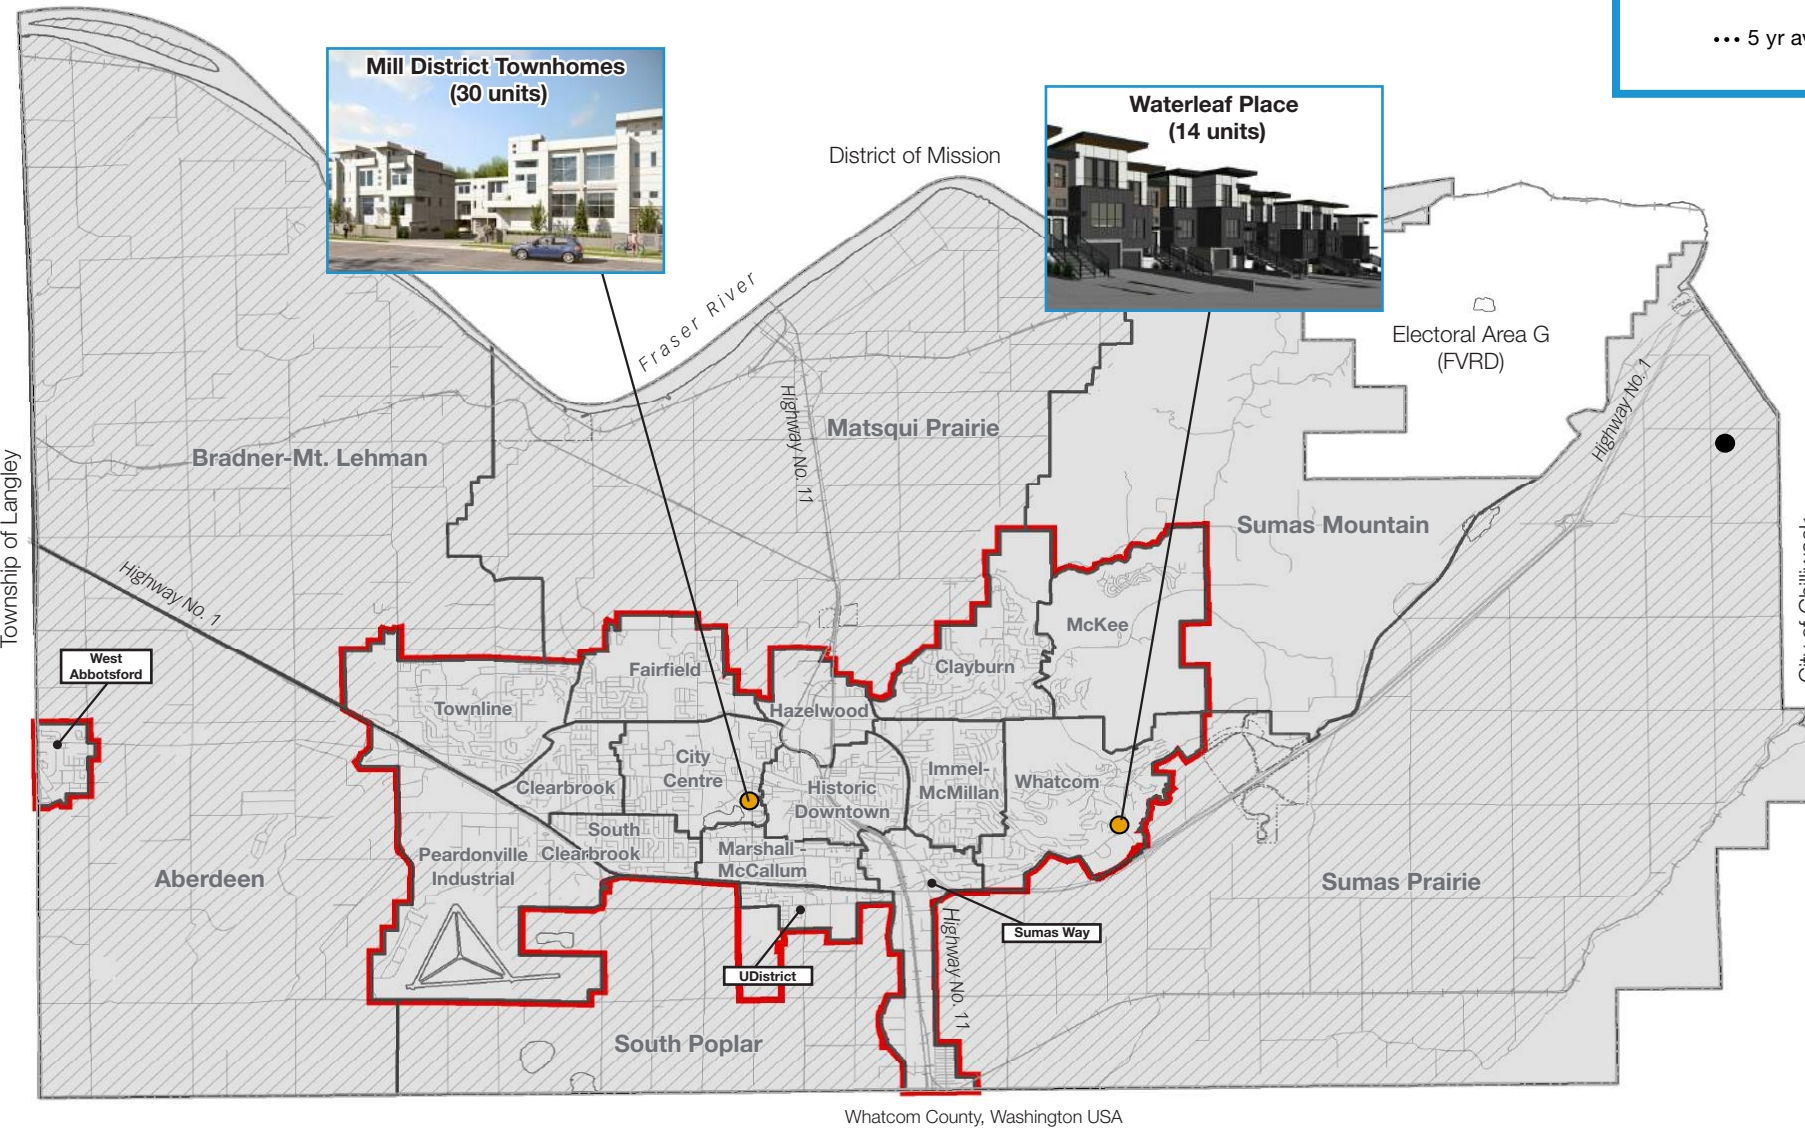 ••• 5 yr av
Mill District Townhomes
(30 units)
Waterleaf Place
(14 units)
District of Mission
Fraser River
Electoral Area G
(FVRD)
Highway No. 1
Highway No. 11
Matsqui Prairie
Bradner-Mt. Lehman
Township of Langley
Sumas Mountain
Highway No. 1
McKee
West
Abbotsford
Fairfield
Clayburn
Townline
Hazelwood
City
Centre
Clearbrook
Historic
Downtown
Immel-
McMillan
Whatcom
South
Clearbrook
Marshall -
McCallum
Peardonville
Industrial
Aberdeen
Sumas Prairie
Sumas Way
UDistrict
Highway No. 11
South Poplar
Whatcom County, Washington USA